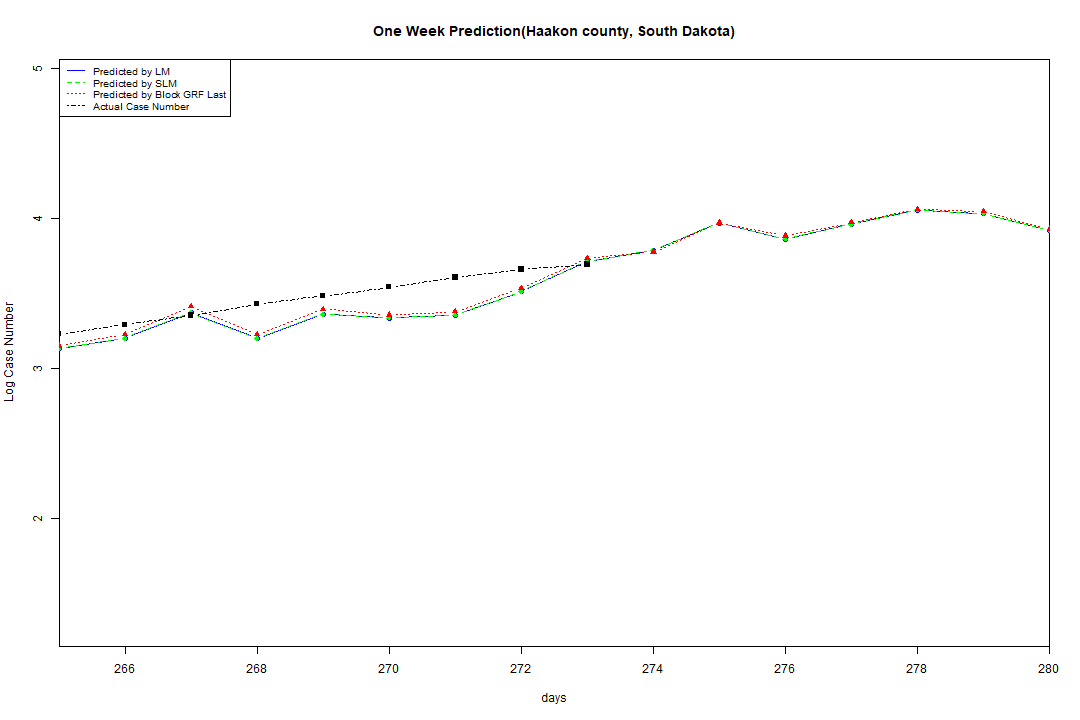 One Week Prediction(Haakon county, South Dakota)
Predicted by LM
Predicted by SLM
Predicted by Block GRF Last
Actual Case Number
5
4
3
2
Log Case Number
266 268 270 272 274 276 278 280
days